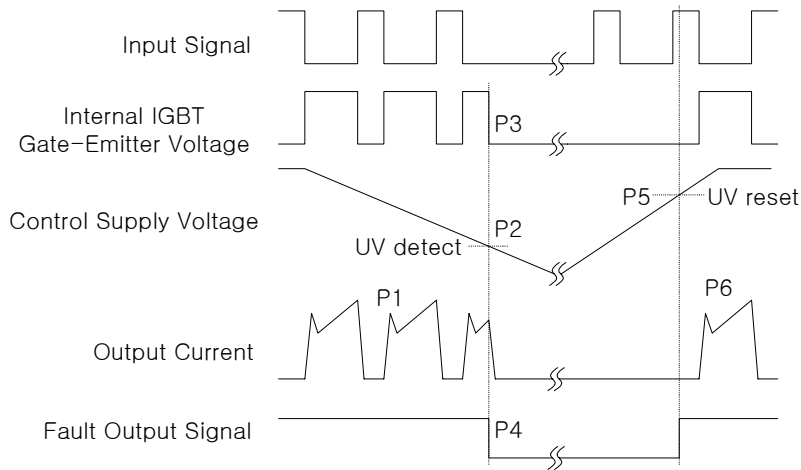 Input Signal
Internal IGBT
Gate-Emitter Voltage
P3
Control Supply Voltage
P5
UV reset
P2
UV detect
P1
P6
Output Current
Fault Output Signal
P4